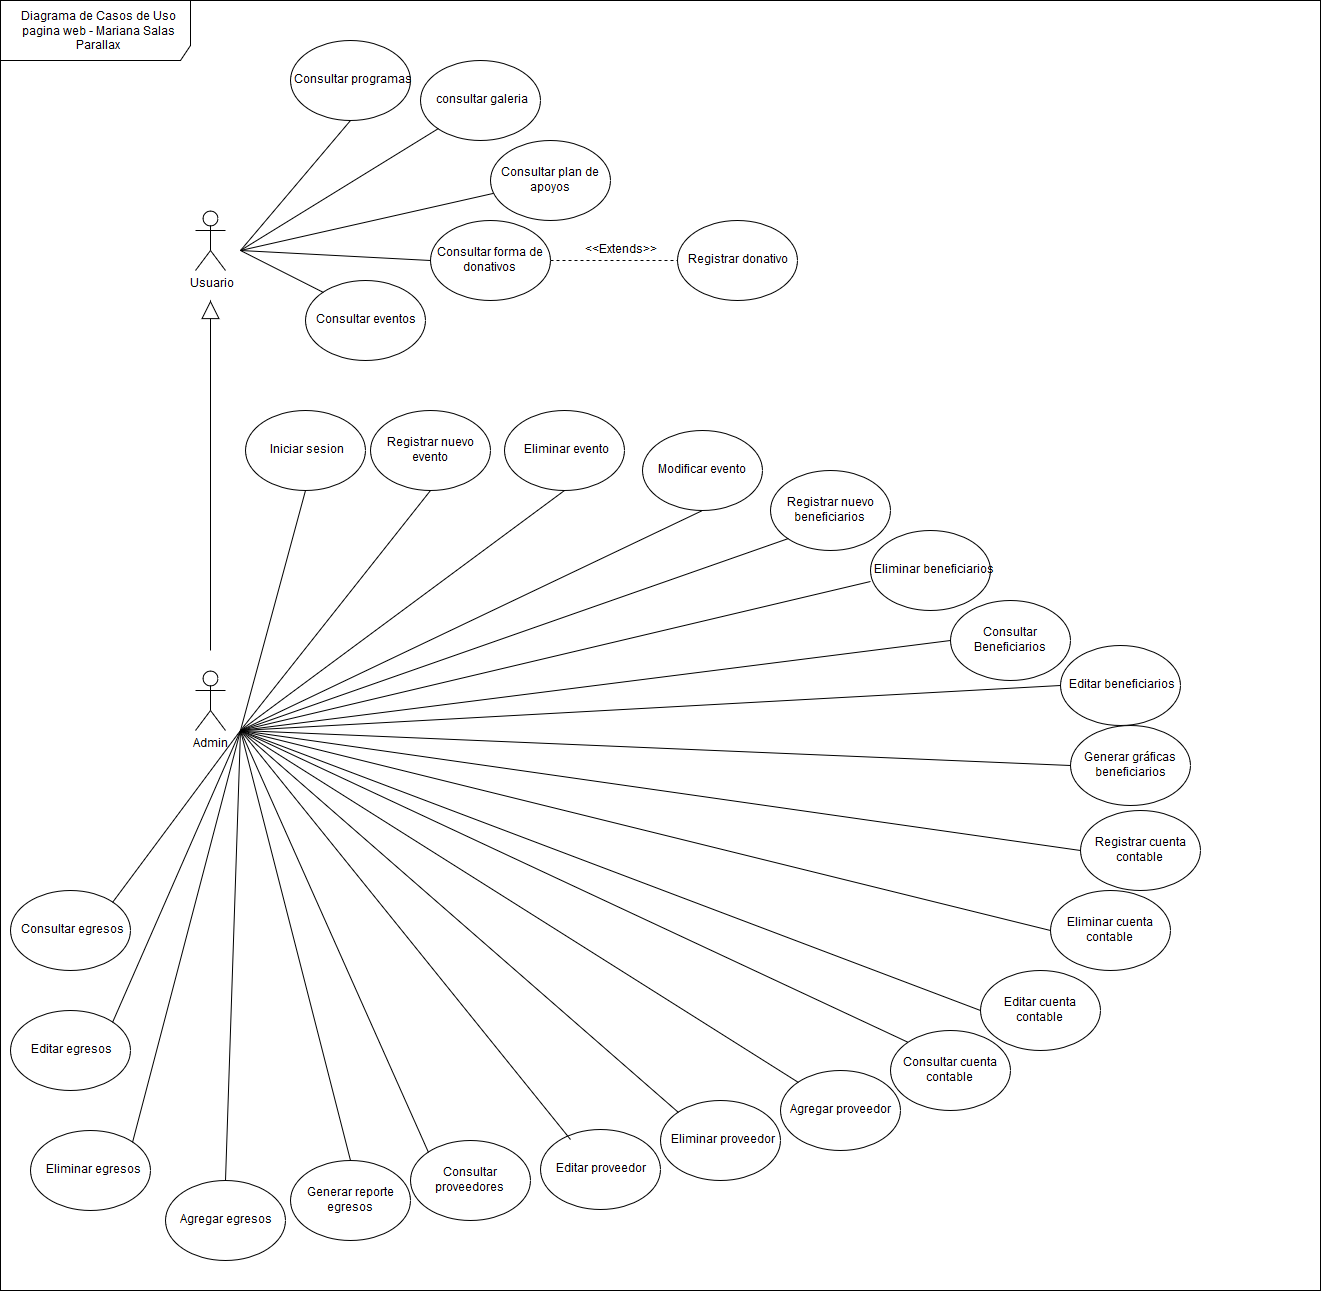 Diagrama de Casos de Uso
pagina web - Mariana Salas
Parallax
Consultar programas
consultar galeria
Consultar plan de
apoyos
Consultar forma de
donativos
<<Extends>>
Registrar donativo
Usuario
Consultar eventos
Iniciar sesion
Registrar nuevo
evento
Eliminar evento
Modificar evento
Registrar nuevo
beneficiarios
Eliminar beneficiarios
Consultar
Beneficiarios
Editar beneficiarios
Admin
Generar gráficas
beneficiarios
Registrar cuenta
contable
Eliminar cuenta
contable
Editar cuenta
contable
Consultar cuenta
contable
Agregar proveedor
Eliminar proveedor
Editar proveedor
Consultar
proveedores
Generar reporte
egresos
Agregar egresos
Eliminar egresos
Editar egresos
Consultar egresos